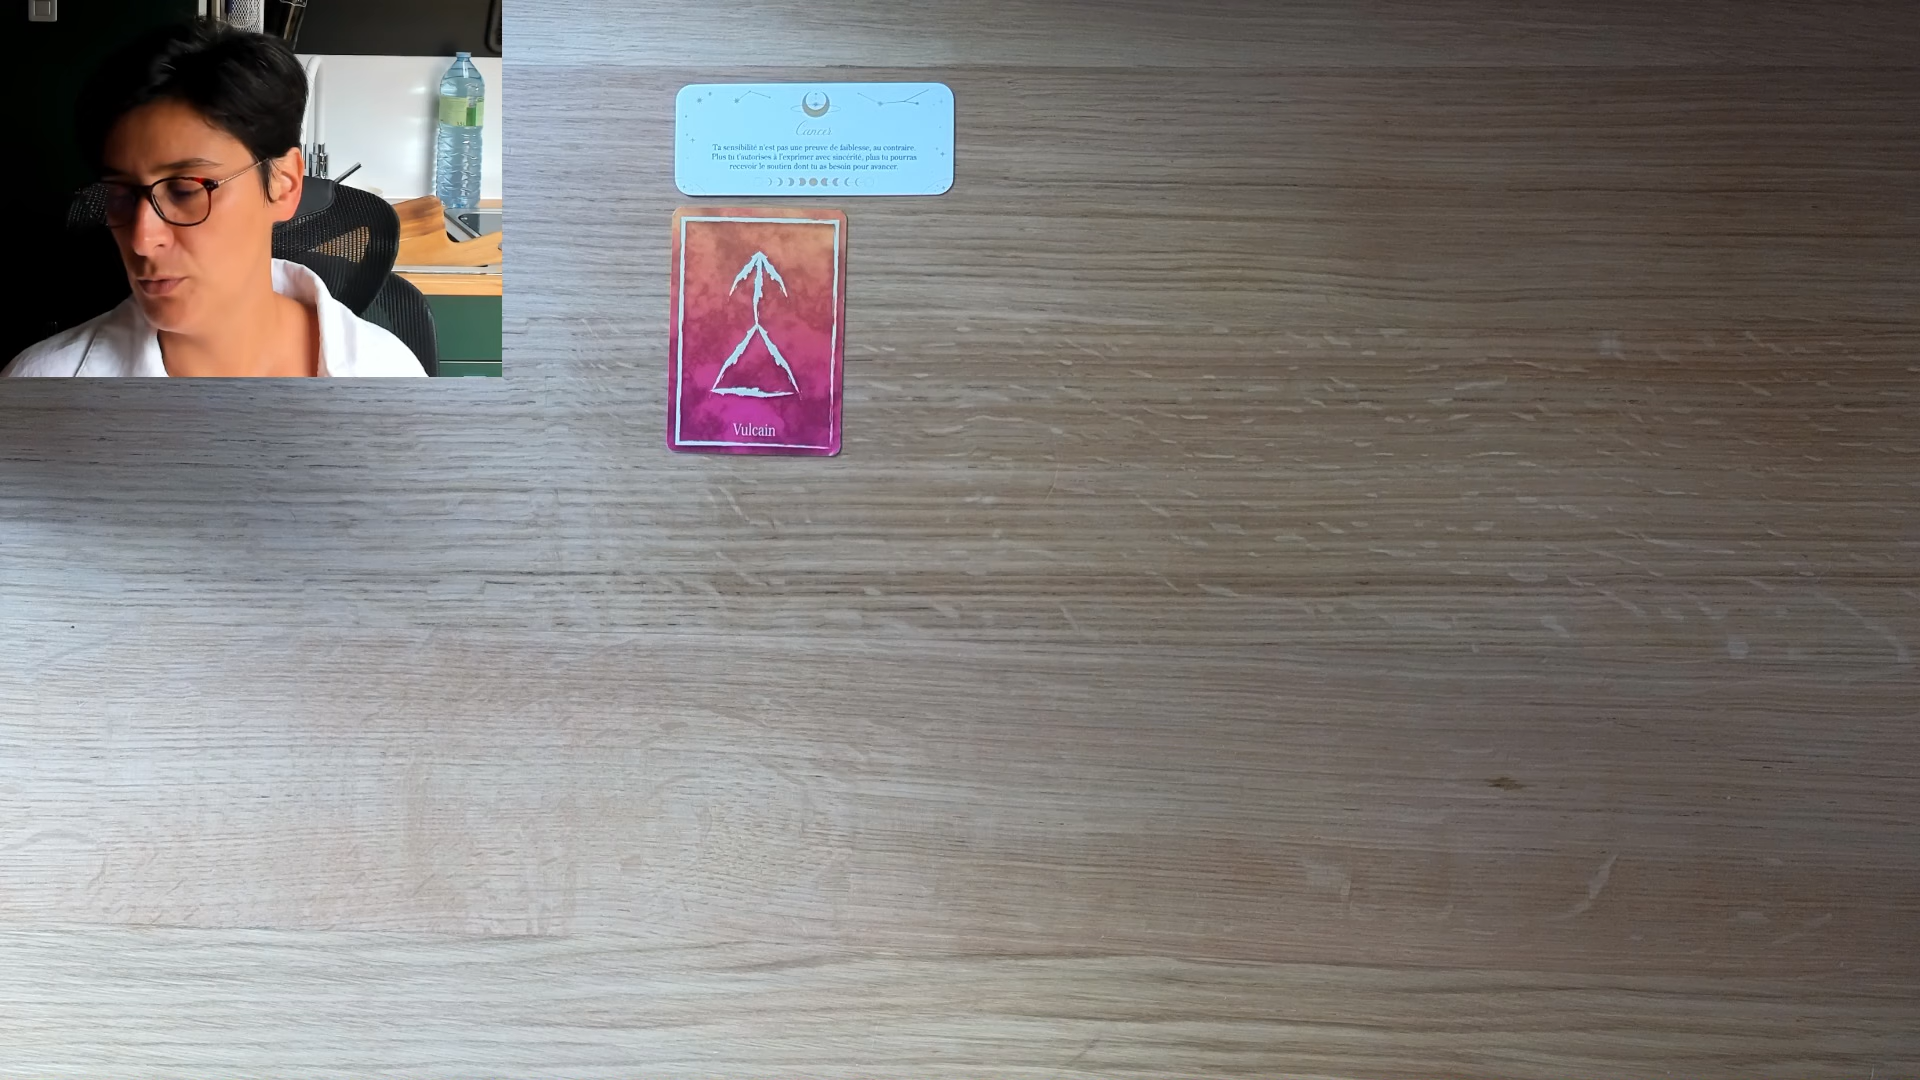 Cancer
Ta sensibilité n'est pas une preuve de faiblesse, au contraire.
Plus tu t'autorises à l'exprimer avec sincérité, plus tu pourras
recevoir le soutien dont tu as besoin pour avancer.
Vulcain